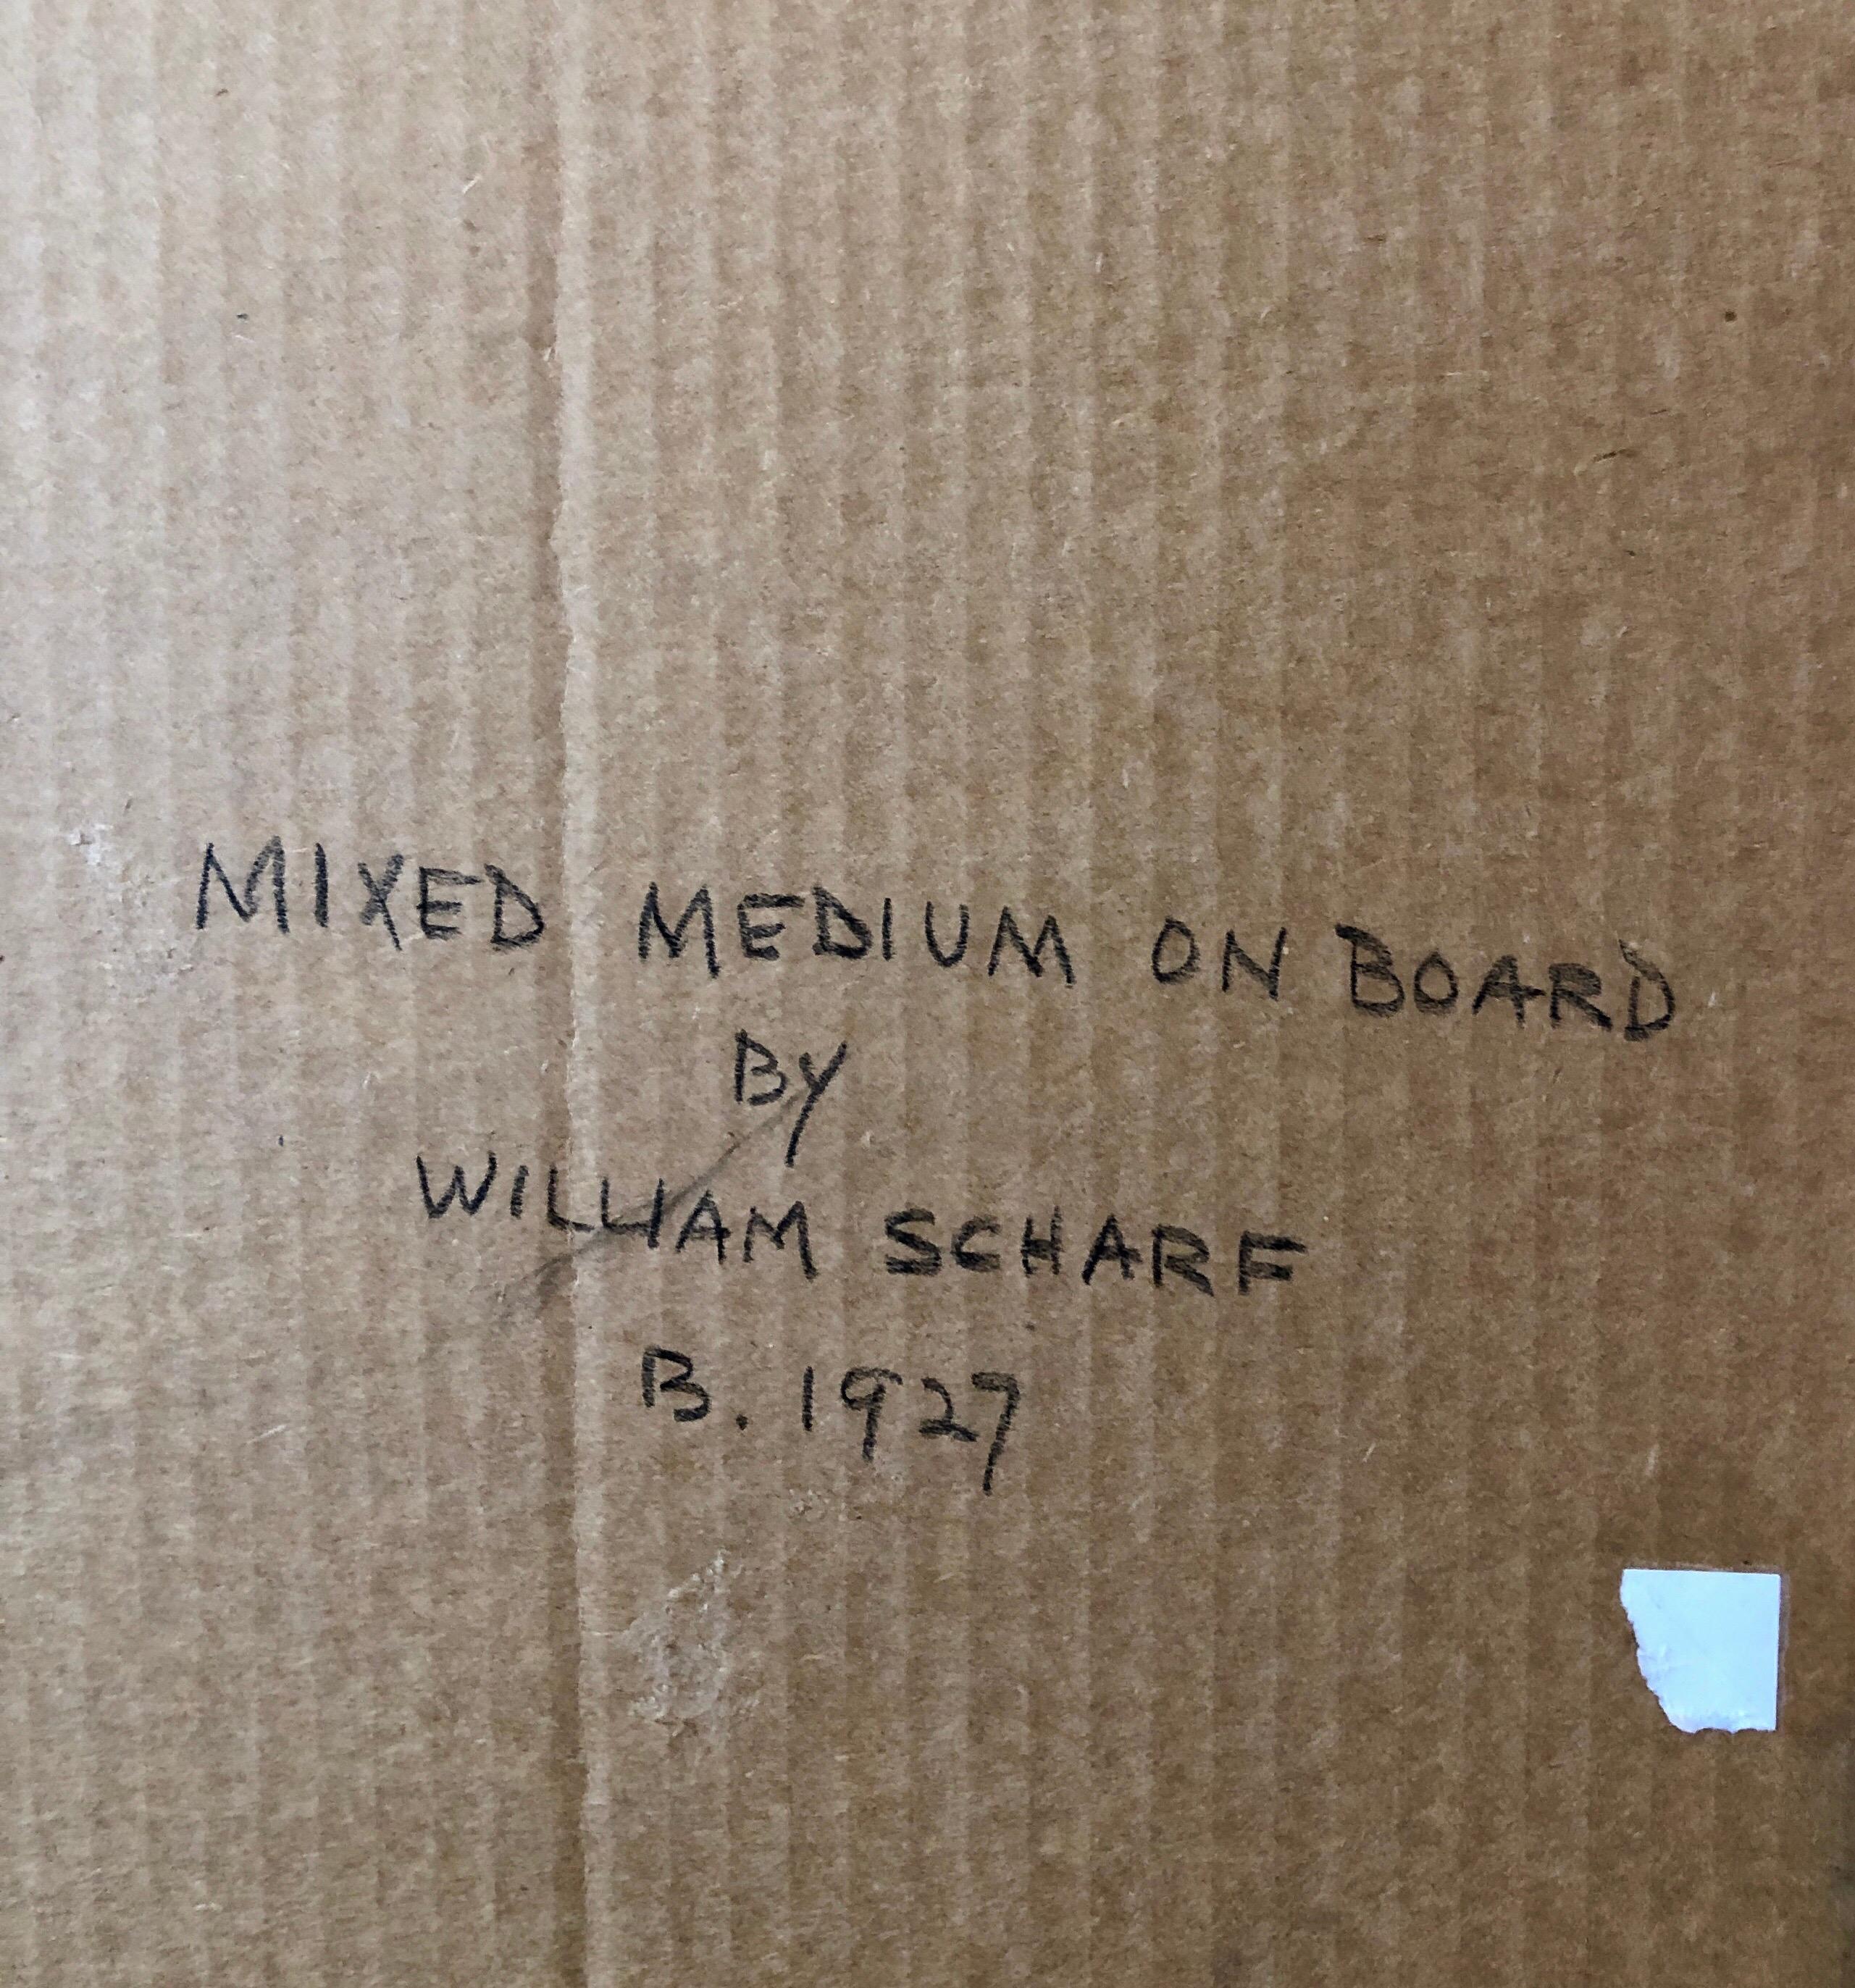 MIXED MEDIUM ON BOARD
BY
WILLIAM SCHARF
B. 1927